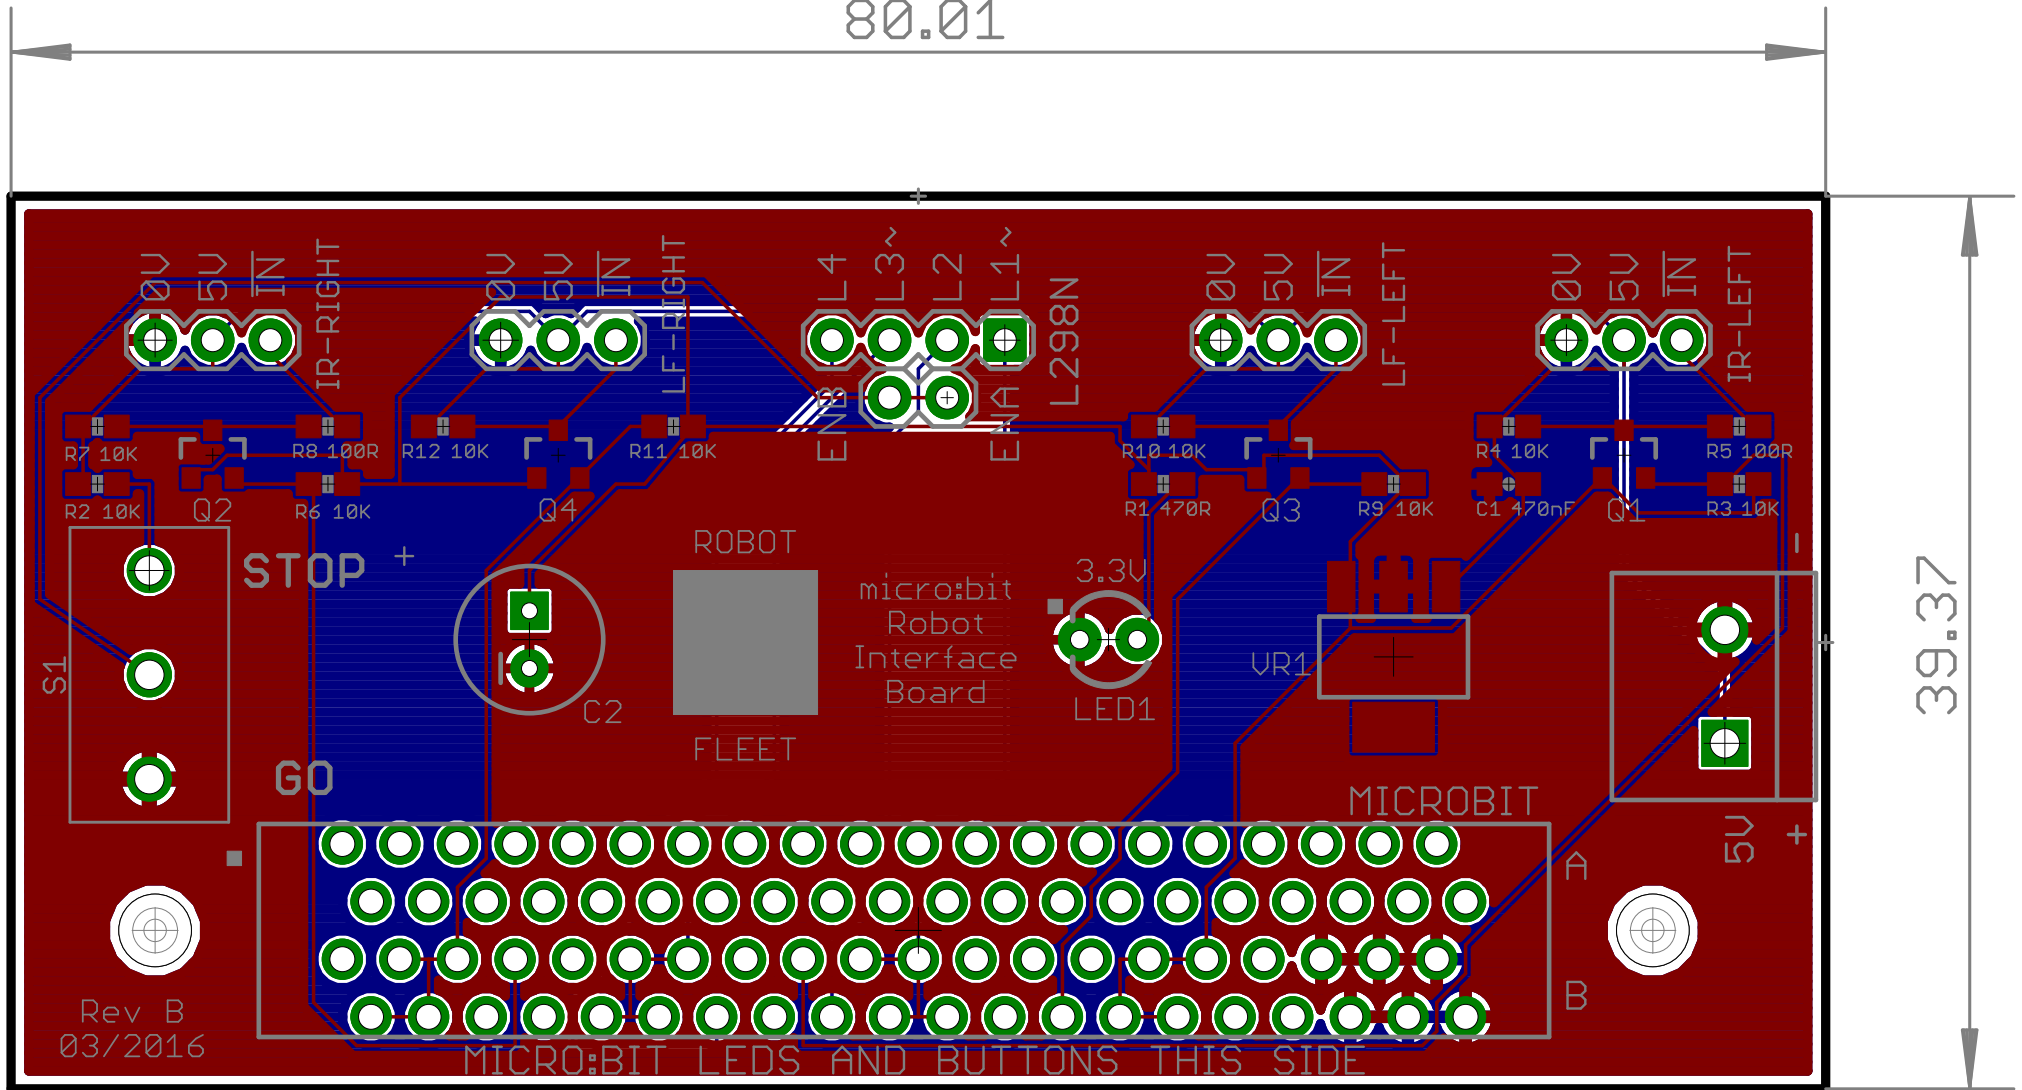 80.01
0V 5V IN
IR-RIGHT
0V 5V IN
LF-RIGHT
L4 L3~ L2 L1~
L298N
0V 5V IN
LF-LEFT
0V 5V IN
IR-LEFT
ENB ENA
R7 10K
R8 100R
R12 10K
R11 10K
R10 10K
R4 10K
R5 100R
R2 10K
Q2
R6 10K
Q4
R1 470R
Q3
R9 10K
C1 470nF
Q1
R3 10K
STOP +
ROBOT
FLEET
micro:bit
Robot
Interface
Board
3.3V
LED1
-
39.37
S1
C2
VR1
GO
MICROBIT
5V +
A
B
Rev B
03/2016
MICRO:BIT LEDS AND BUTTONS THIS SIDE